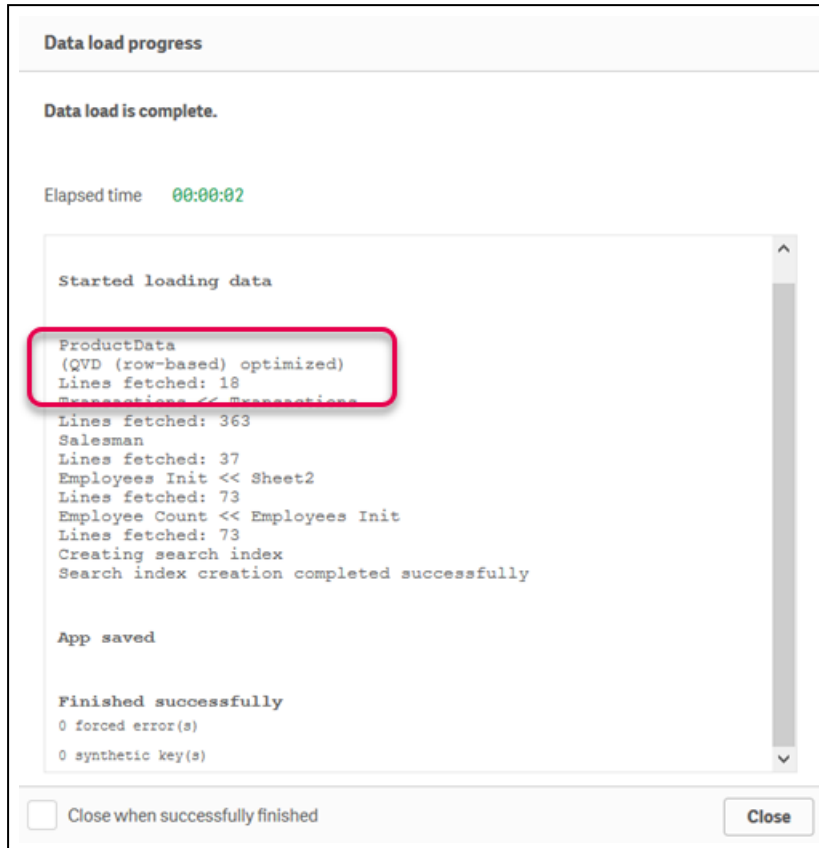 Data load progress
Data load is complete.
Elapsed time 00:00:02
Started loading data
ProductData
(QVD (row-based) optimized)
Lines fetched: 18
Transactions << Transactions
Lines fetched: 363
Salesman
Lines fetched: 37
Employees Init << Sheet2
Lines fetched: 73
Employee Count << Employees Init
Lines fetched: 73
Creating search index
Search index creation completed successfully
App saved
Finished successfully
0 forced error(s)
0 synthetic key(s)
Close when successfully finished
Close